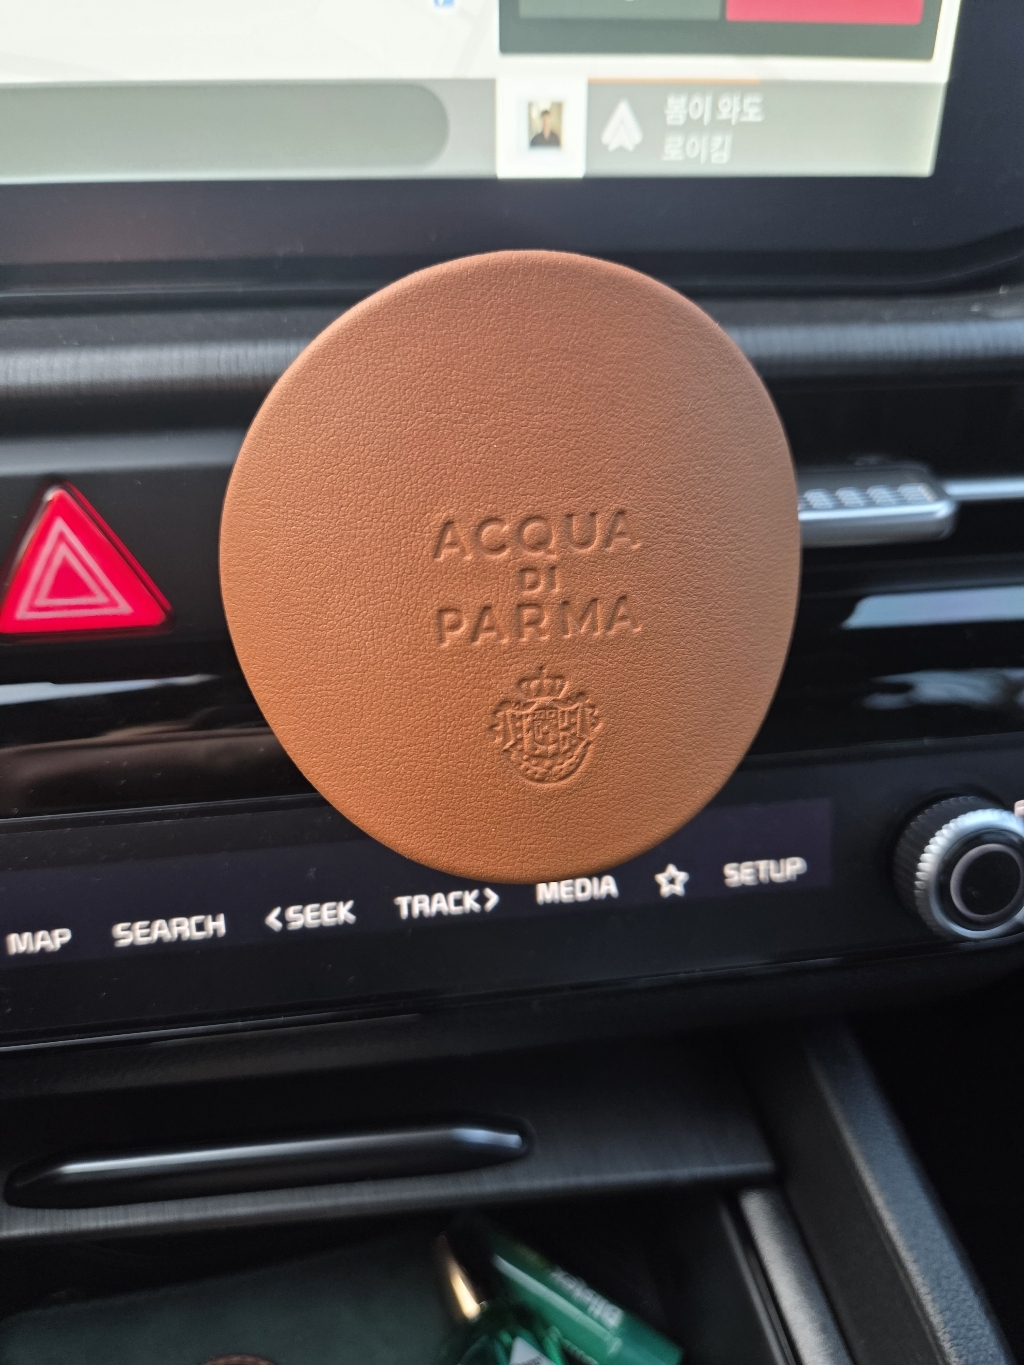 봄이 와도
로이킴
ACQUA
DI
PARMA
MAP SEARCH <SEEK TRACK> MEDIA ☆ SETUP